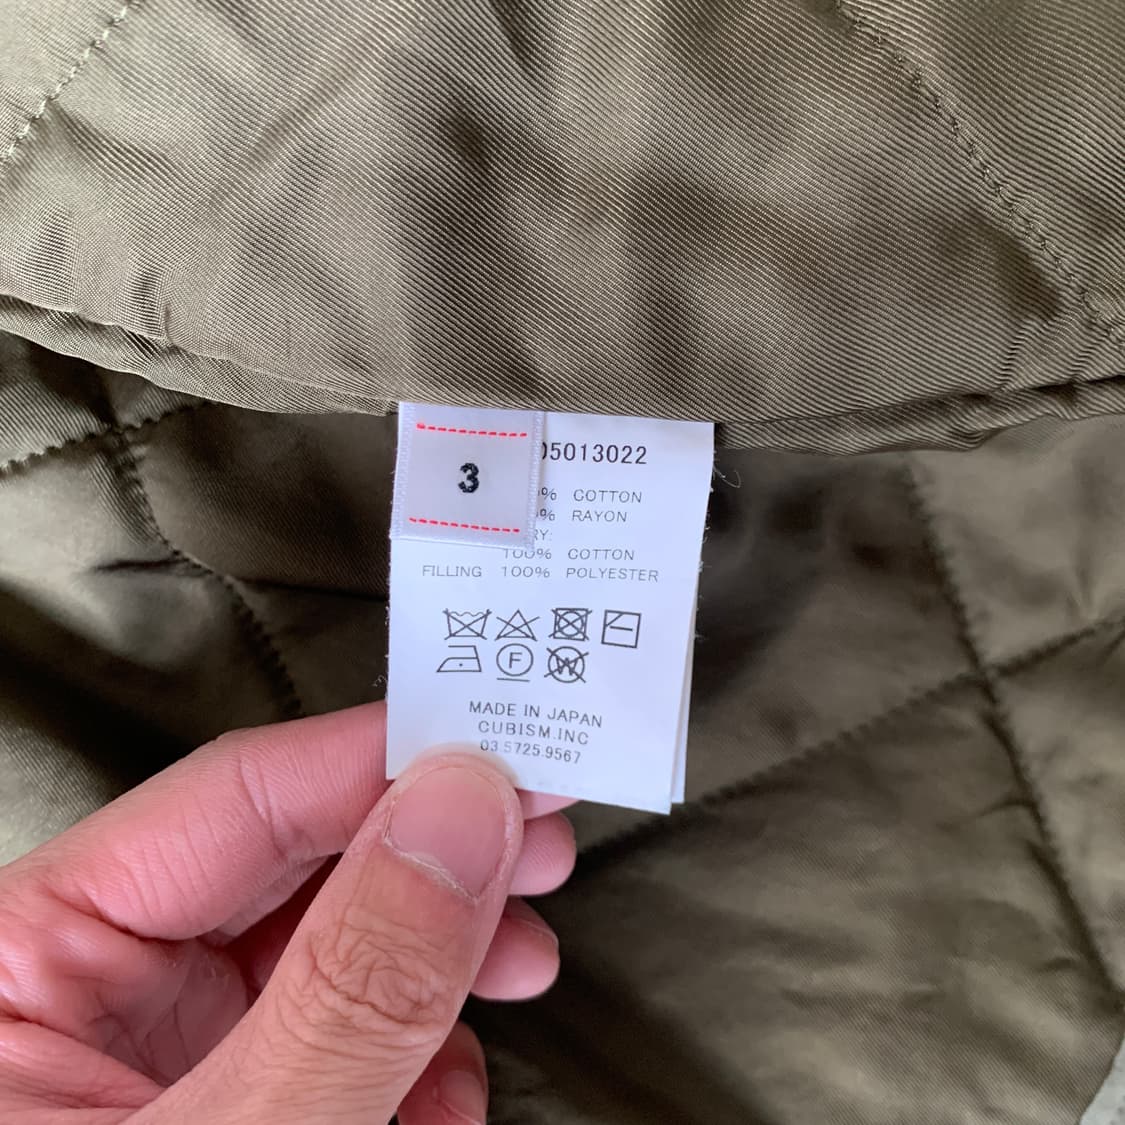 3
05013022
% COTTON
% RAYON
RY:
100% COTTON
FILLING 100% POLYESTER
F
W
MADE IN JAPAN
CUBISM.INC
03.5725.9567